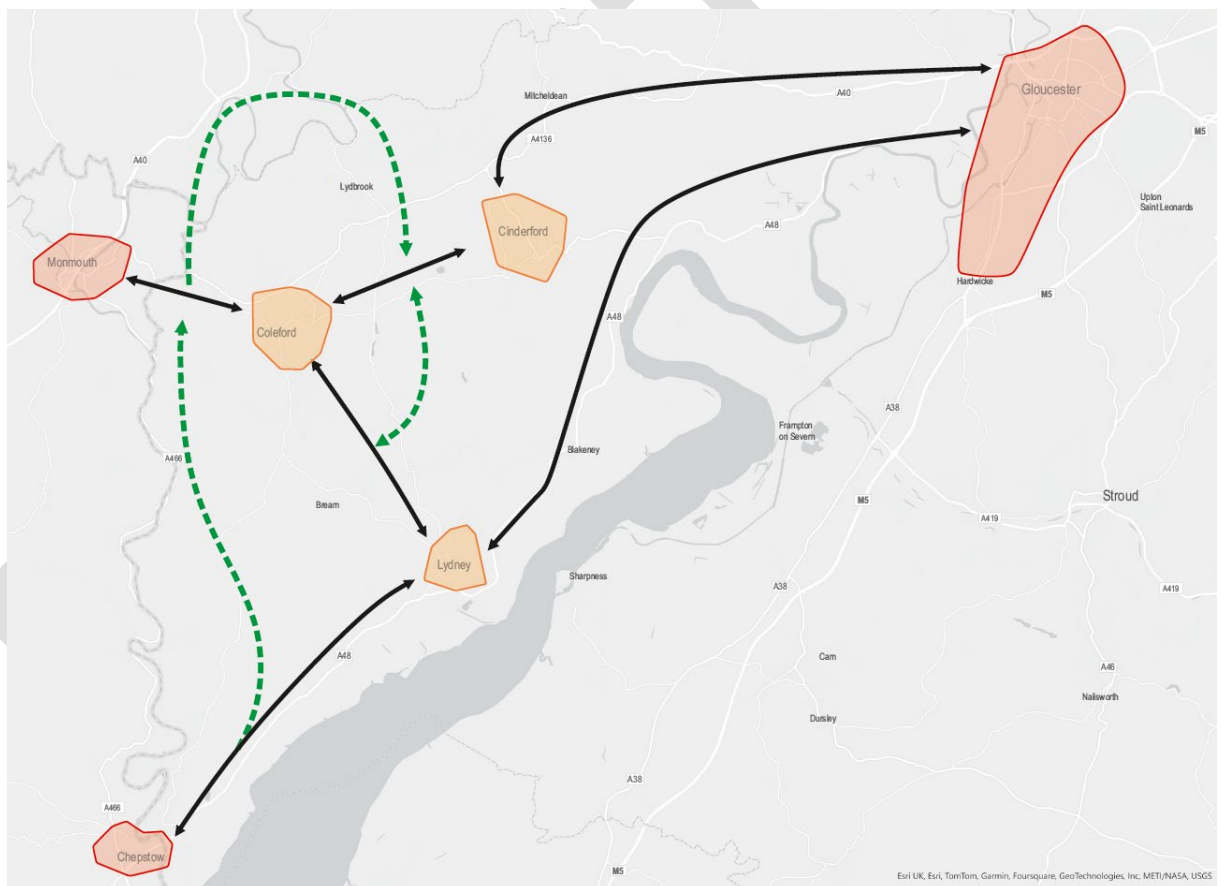 Gloucester
Mitcheldean
A40
M5
A4136
A40
Lydbrook
Upton
Saint Leonards
Cinderford
A48
Monmouth
Hardwicke
M5
A48
Coleford
A38
Frampton
on Severn
Blakeney
A466
Stroud
M5
Bream
A419
Lydney
Sharpness
A38
A419
A48
Cam
A46
Nailsworth
Dursley
A38
A466
Chepstow
M5
Esri UK, Esri, TomTom, Garmin, Foursquare, GeoTechnologies, Inc, METI/NASA, USGS